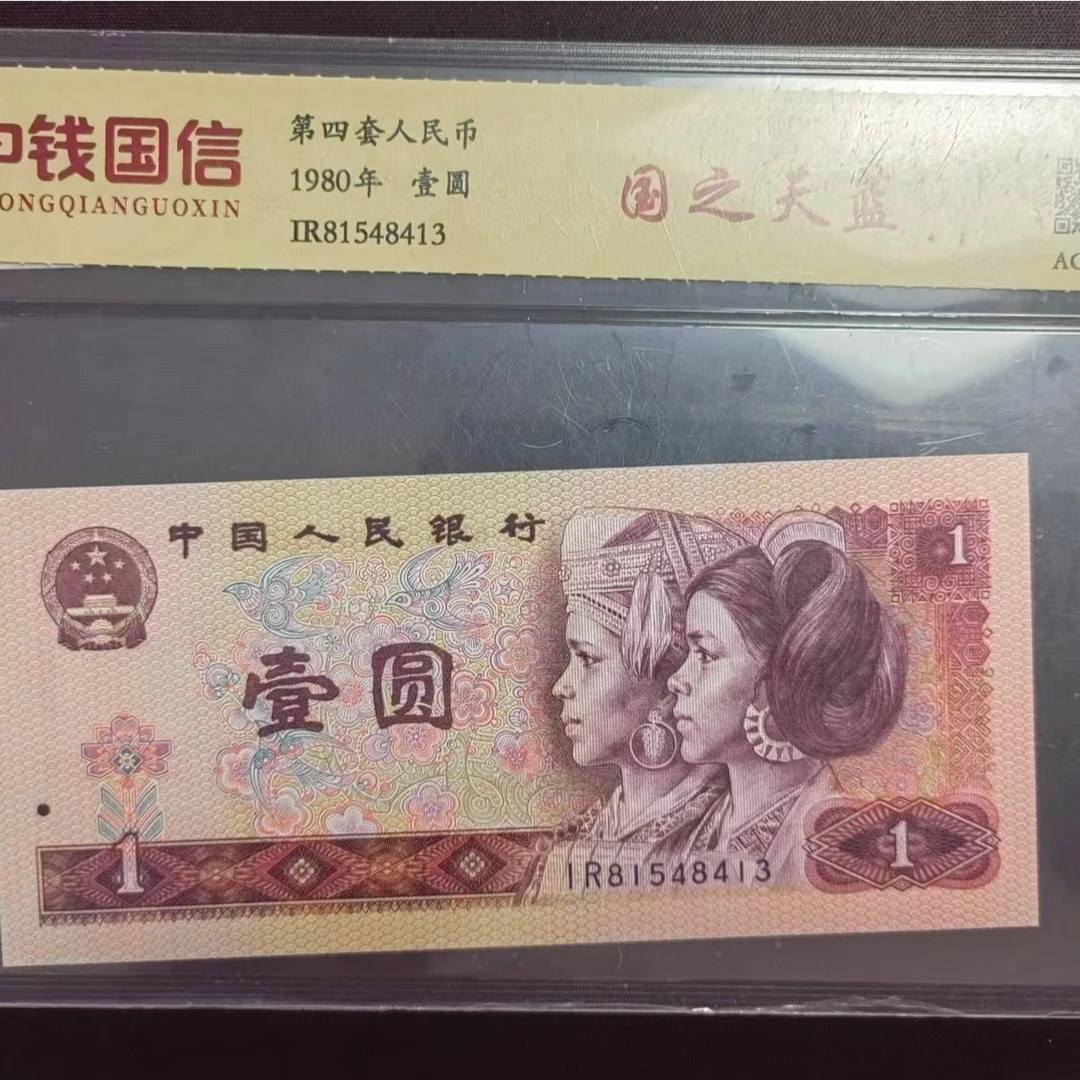 中钱国信
ONGQIANGUOXIN
第四套人民币
1980年 壹圆
IR81548413
国之天蓝
AG
中国人民银行
1
壹圆
1
IR81548413
1